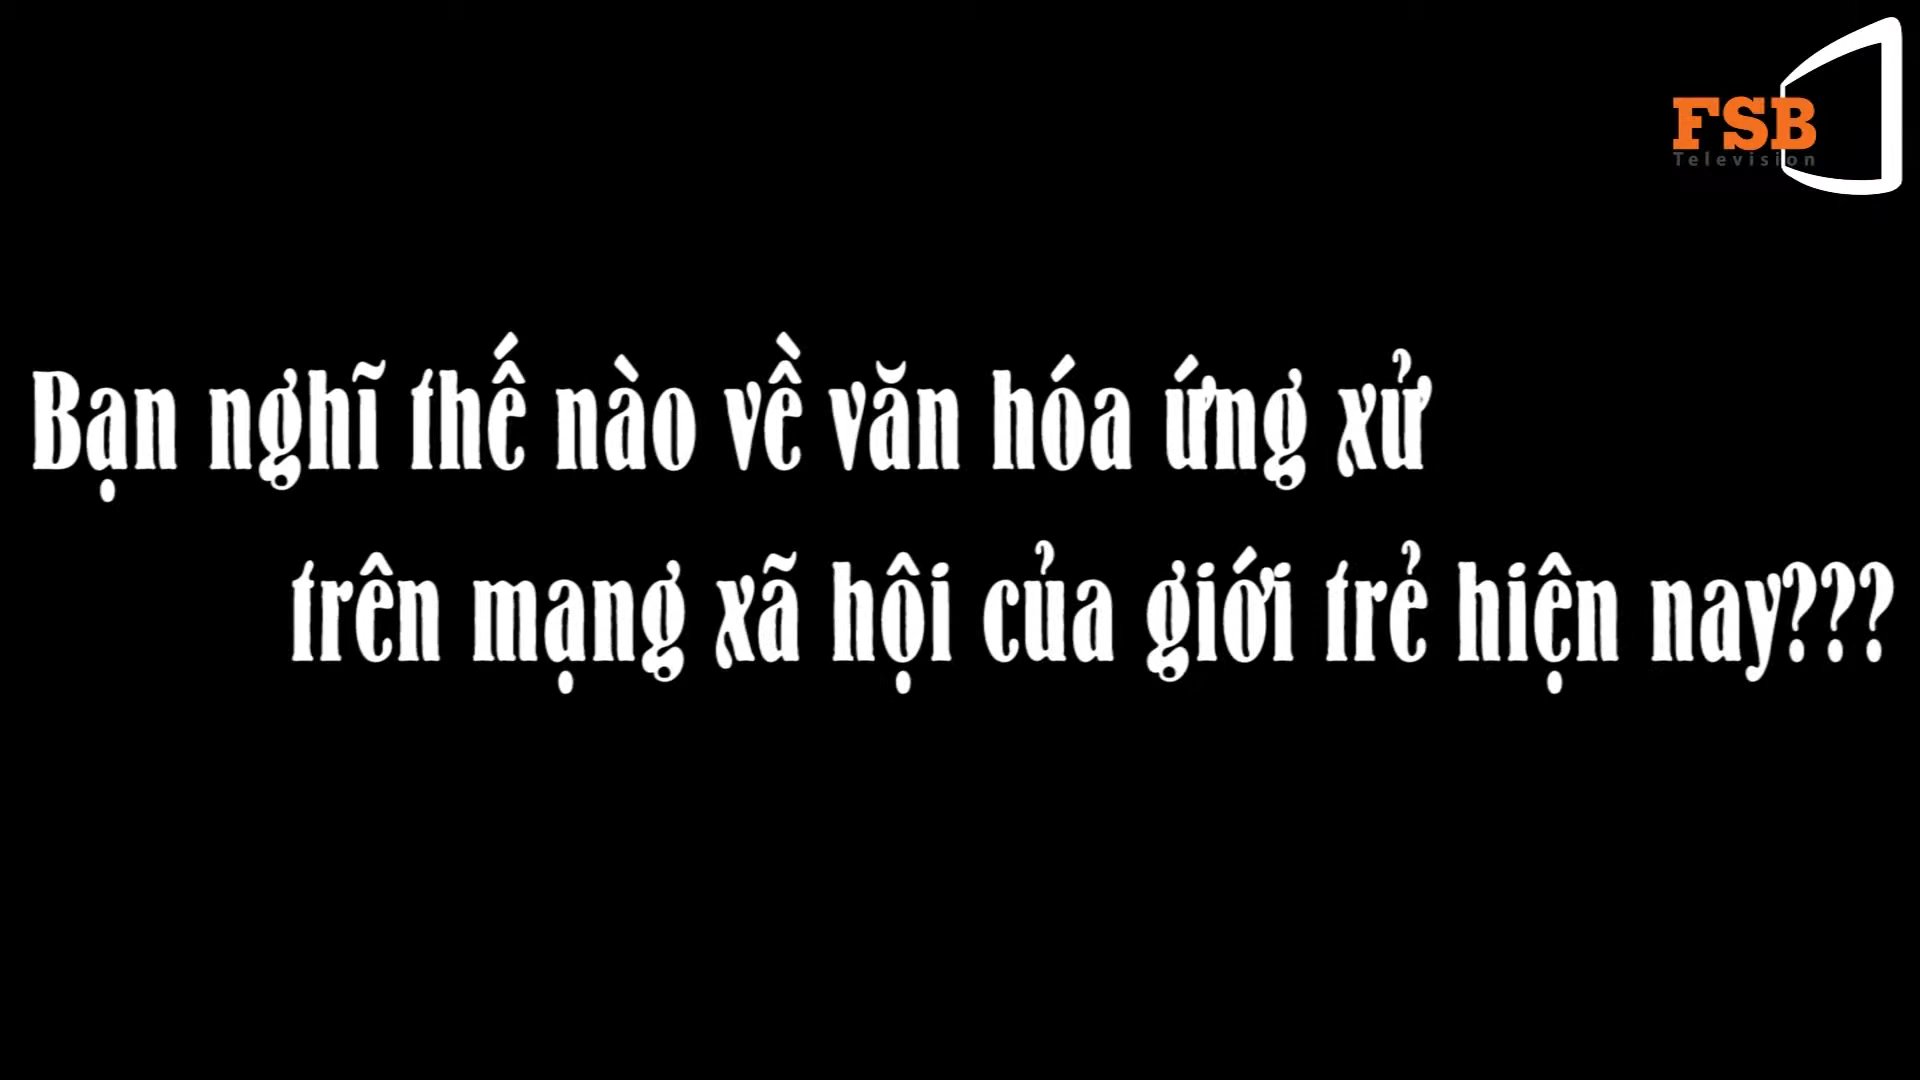 FSB
Television
Bạn nghĩ thế nào về văn hóa ứng xử
trên mạng xã hội của giới trẻ hiện nay???